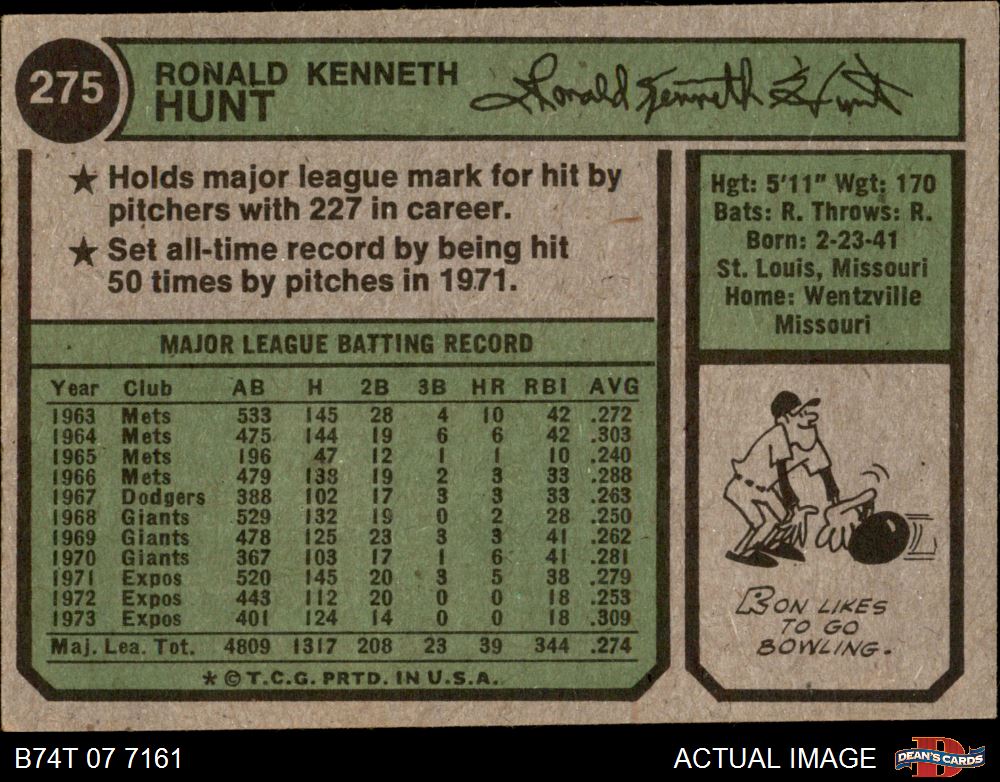 275
RONALD KENNETH
HUNT
Ronald Kenneth Hunt
★ Holds major league mark for hit by
pitchers with 227 in career.
★ Set all-time record by being hit
50 times by pitches in 1971.
Hgt: 5'11" Wgt: 170
Bats: R. Throws: R.
Born: 2-23-41
St. Louis, Missouri
Home: Wentzville
Missouri
MAJOR LEAGUE BATTING RECORD
Year Club AB H 2B 3B HR RBI AVG
1963 Mets 533 145 28 4 10 42 .272
1964 Mets 475 144 19 6 6 42 .303
1965 Mets 196 47 12 1 1 10 .240
1966 Mets 479 138 19 2 3 33 .288
1967 Dodgers 388 102 17 3 3 33 .263
1968 Giants 529 132 19 0 2 28 .250
1969 Giants 478 125 23 3 3 41 .262
1970 Giants 367 103 17 1 6 41 .281
1971 Expos 520 145 20 3 5 38 .279
1972 Expos 443 112 20 0 0 18 .253
1973 Expos 401 124 14 0 0 18 .309
Maj. Lea. Tot. 4809 1317 208 23 39 344 .274
* © T.C.G. PRTD. IN U.S.A.
RON LIKES
TO GO
BOWLING.
B74T 07 7161
ACTUAL IMAGE
D
DEAN'S CARDS